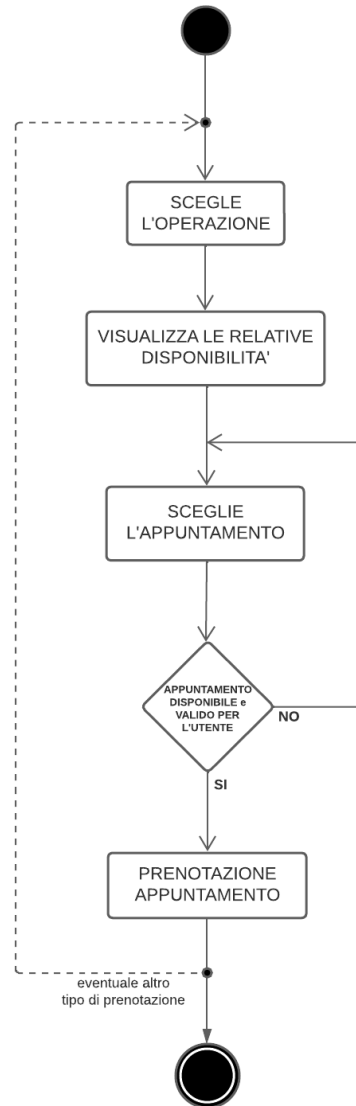 SCEGLE
L'OPERAZIONE
VISUALIZZA LE RELATIVE
DISPONIBILITA'
SCEGLIE
L'APPUNTAMENTO
APPUNTAMENTO
DISPONIBILE e
VALIDO PER
L'UTENTE
NO
SI
PRENOTAZIONE
APPUNTAMENTO
eventuale altro
tipo di prenotazione